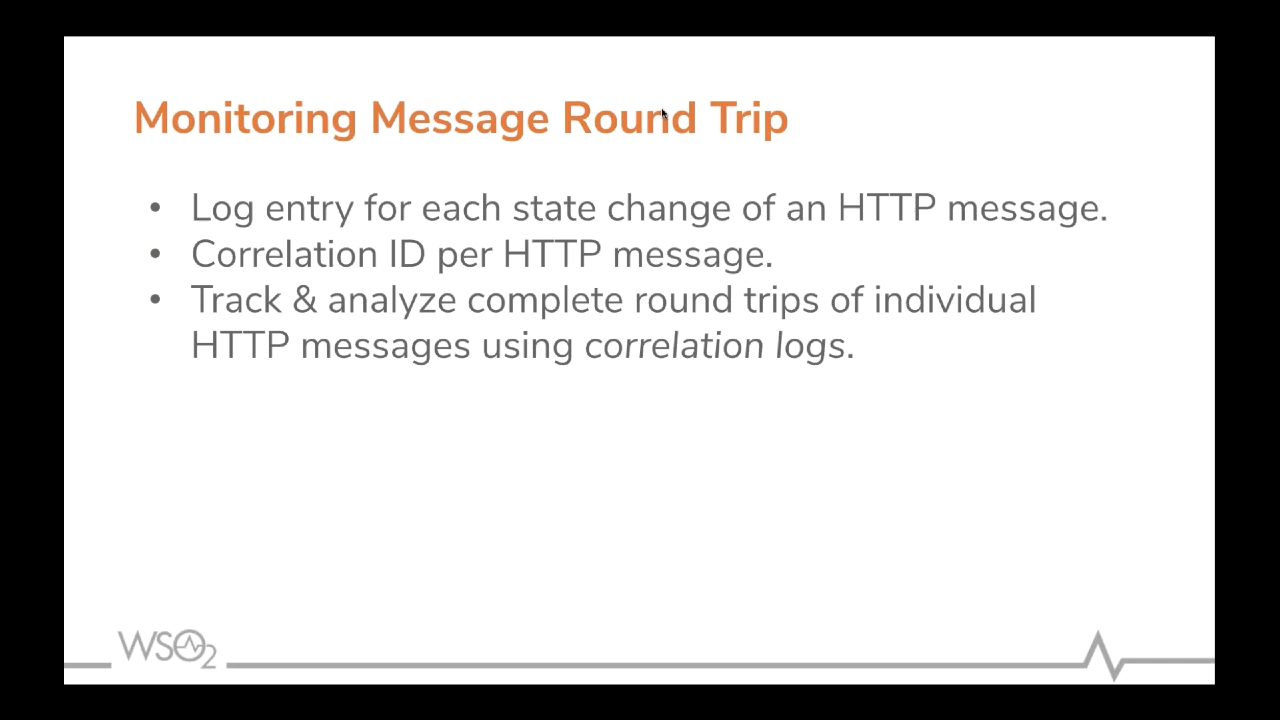 Monitoring Message Round Trip
• Log entry for each state change of an HTTP message.
• Correlation ID per HTTP message.
• Track & analyze complete round trips of individual
HTTP messages using correlation logs.
WSO2